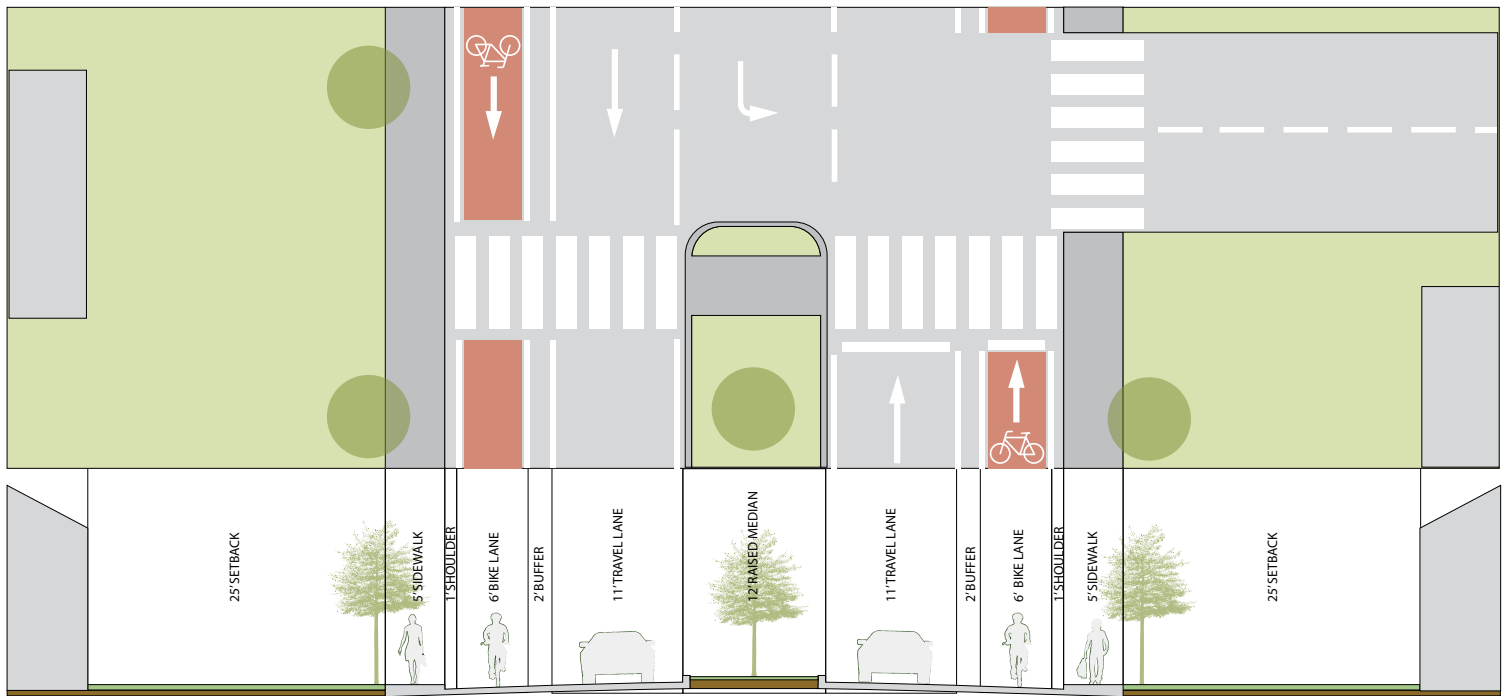 25' SETBACK
5' SIDEWALK
1' SHOULDER
6' BIKE LANE
2' BUFFER
11' TRAVEL LANE
12' RAISED MEDIAN
11' TRAVEL LANE
2' BUFFER
6' BIKE LANE
1' SHOULDER
5' SIDEWALK
25' SETBACK